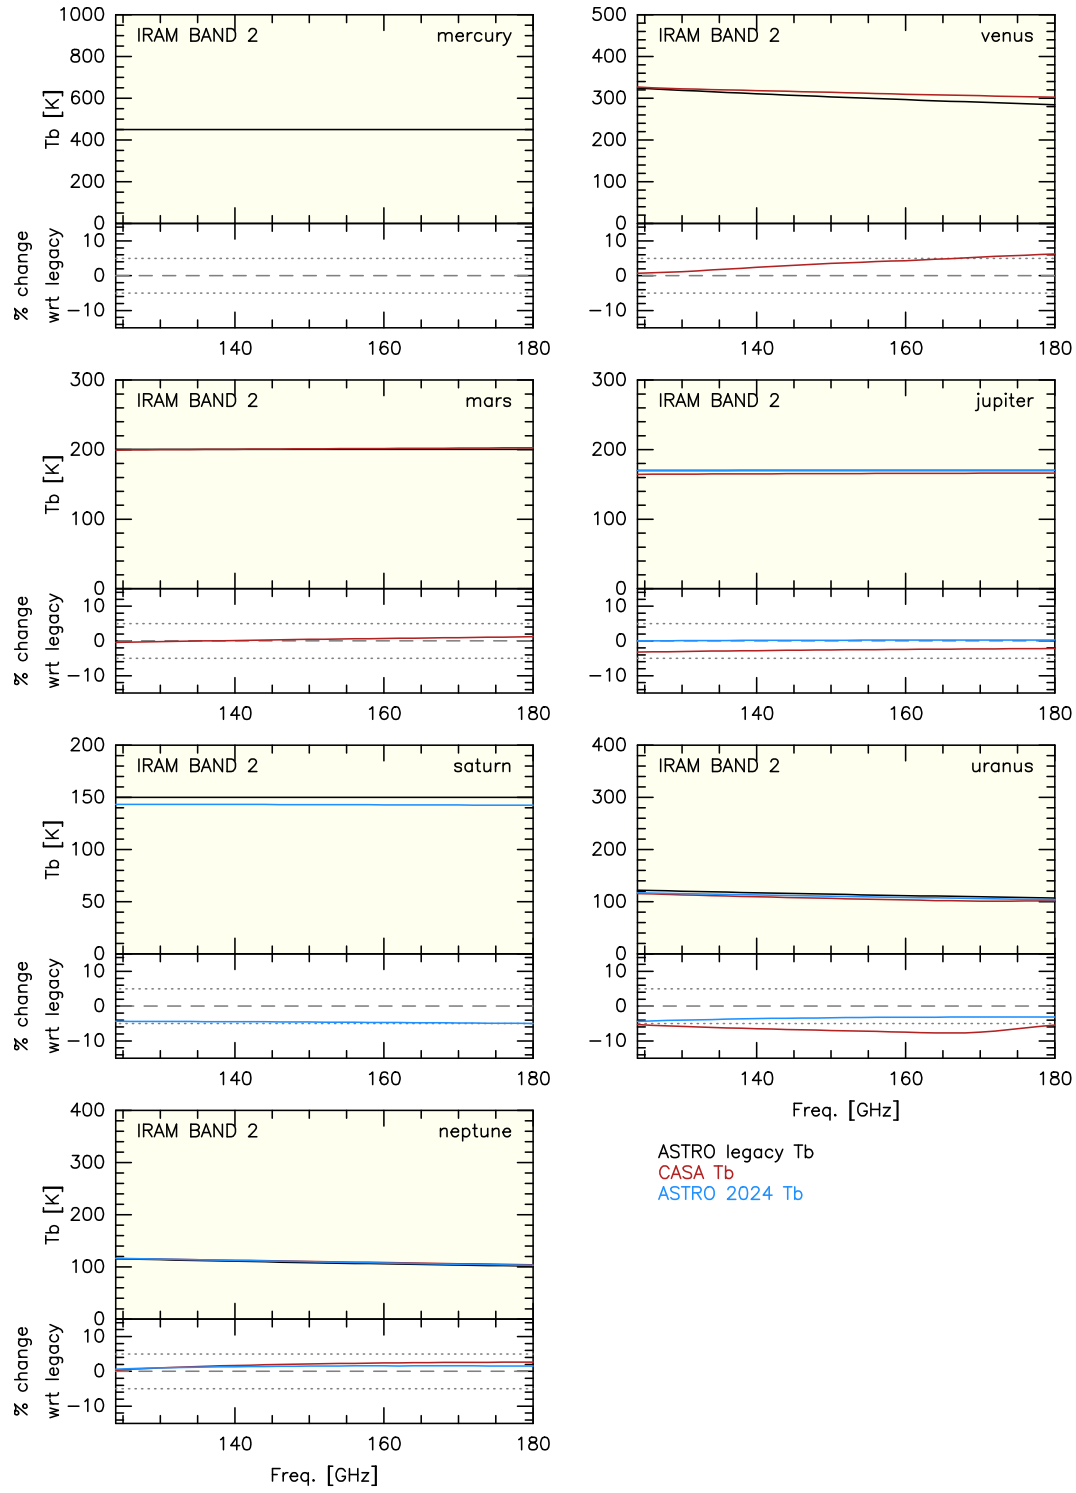 1000
800
600
400
200
0
Tb [K]
IRAM BAND 2
mercury
10
0
−10
% change
wrt legacy
140
160
180
500
400
300
200
100
0
IRAM BAND 2
venus
10
0
−10
140
160
180
300
200
100
0
Tb [K]
IRAM BAND 2
mars
10
0
−10
% change
wrt legacy
140
160
180
300
200
100
0
IRAM BAND 2
jupiter
10
0
−10
140
160
180
200
150
100
50
0
Tb [K]
IRAM BAND 2
saturn
10
0
−10
% change
wrt legacy
140
160
180
400
300
200
100
0
IRAM BAND 2
uranus
10
0
−10
140
160
180
Freq. [GHz]
400
300
200
100
0
Tb [K]
IRAM BAND 2
neptune
10
0
−10
% change
wrt legacy
140
160
180
Freq. [GHz]
ASTRO legacy Tb
CASA Tb
ASTRO 2024 Tb